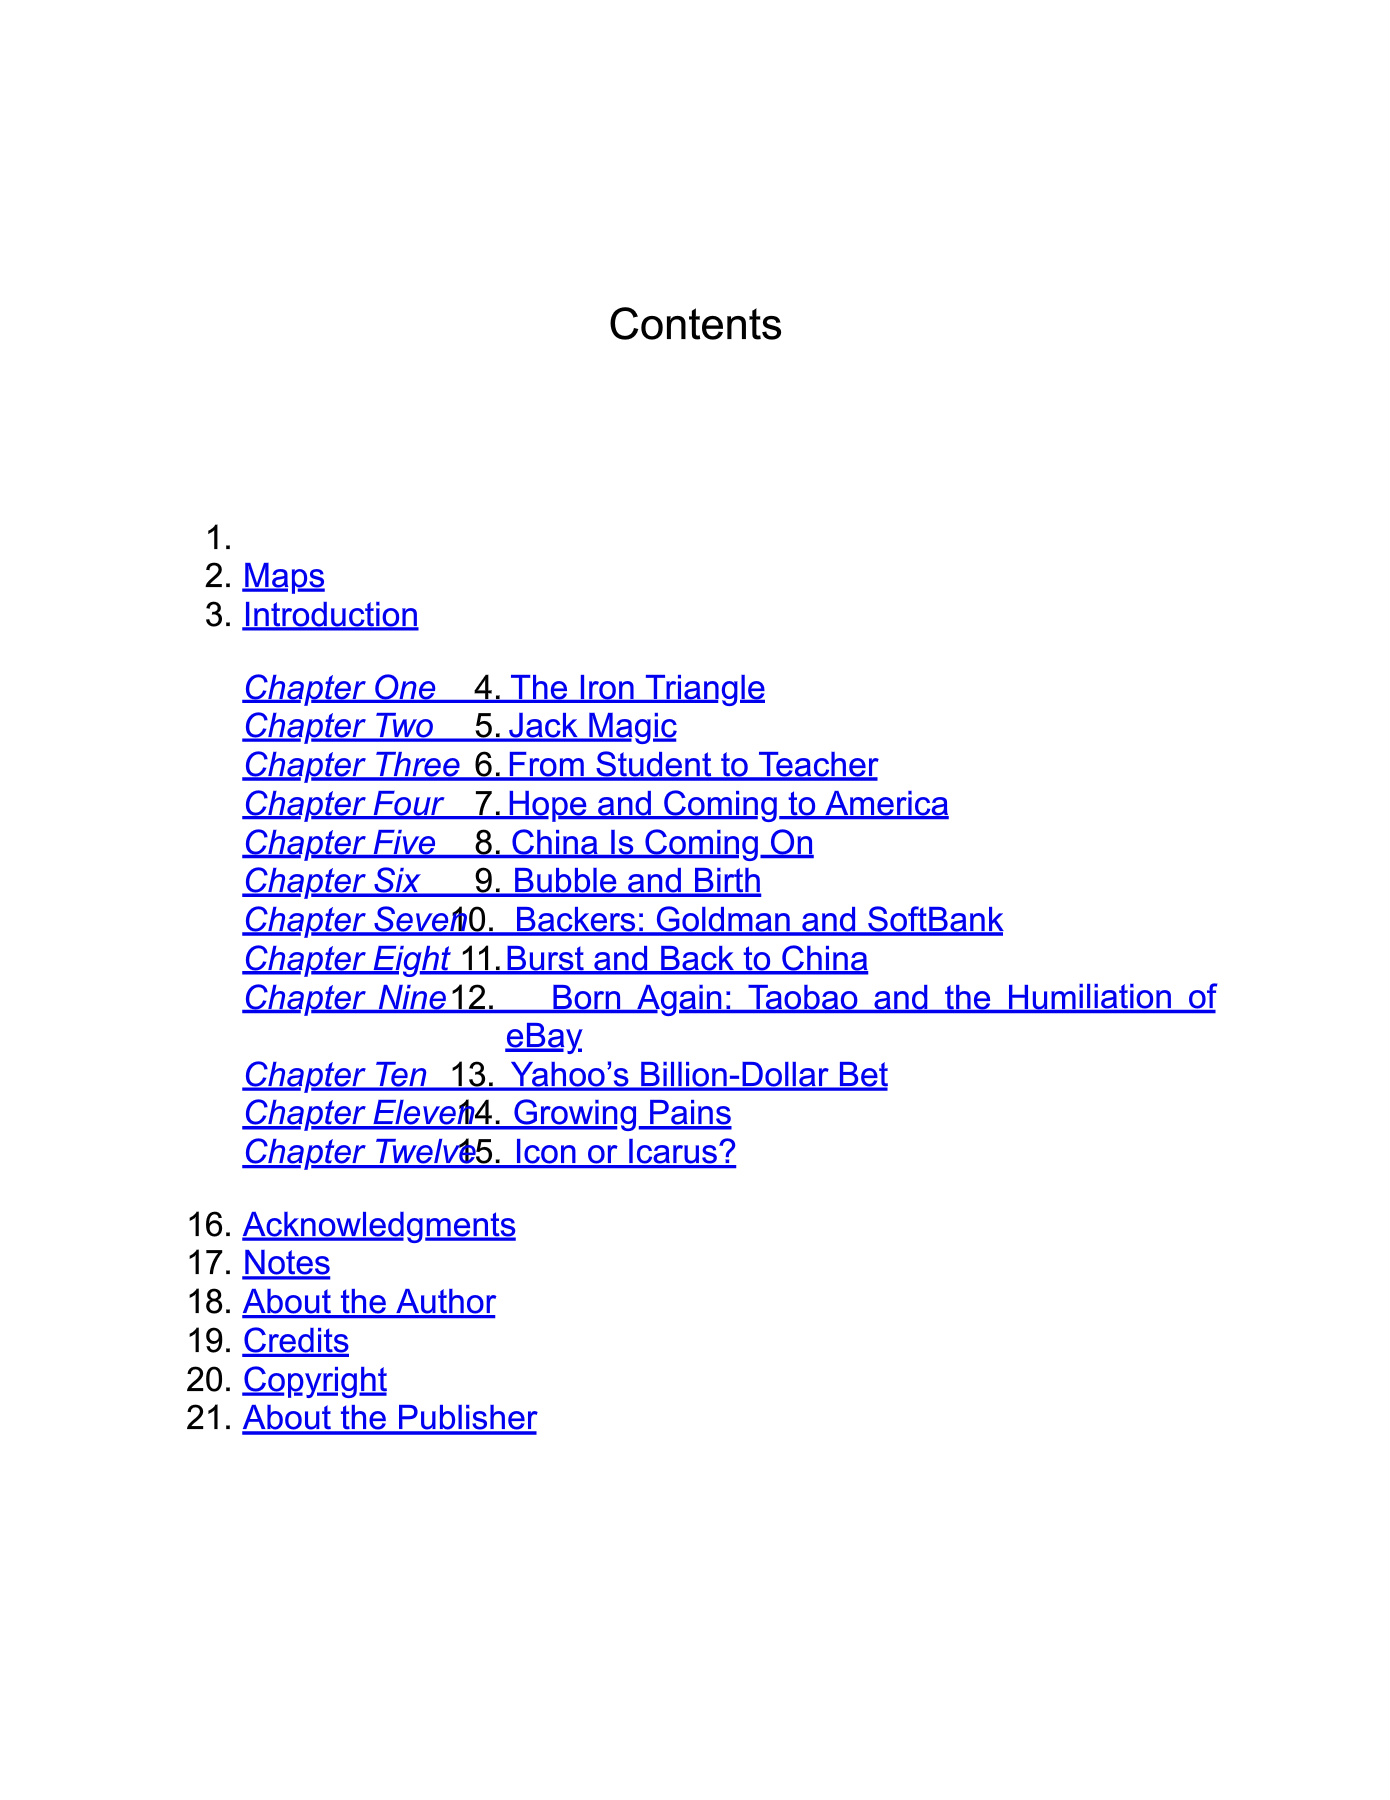 Contents
1.
2. Maps
3. Introduction
Chapter One 4. The Iron Triangle
Chapter Two 5. Jack Magic
Chapter Three 6. From Student to Teacher
Chapter Four 7. Hope and Coming to America
Chapter Five 8. China Is Coming On
Chapter Six 9. Bubble and Birth
Chapter Seven 10. Backers: Goldman and SoftBank
Chapter Eight 11. Burst and Back to China
Chapter Nine 12. Born Again: Taobao and the Humiliation of
eBay
Chapter Ten 13. Yahoo’s Billion-Dollar Bet
Chapter Eleven 14. Growing Pains
Chapter Twelve 15. Icon or Icarus?
16. Acknowledgments
17. Notes
18. About the Author
19. Credits
20. Copyright
21. About the Publisher